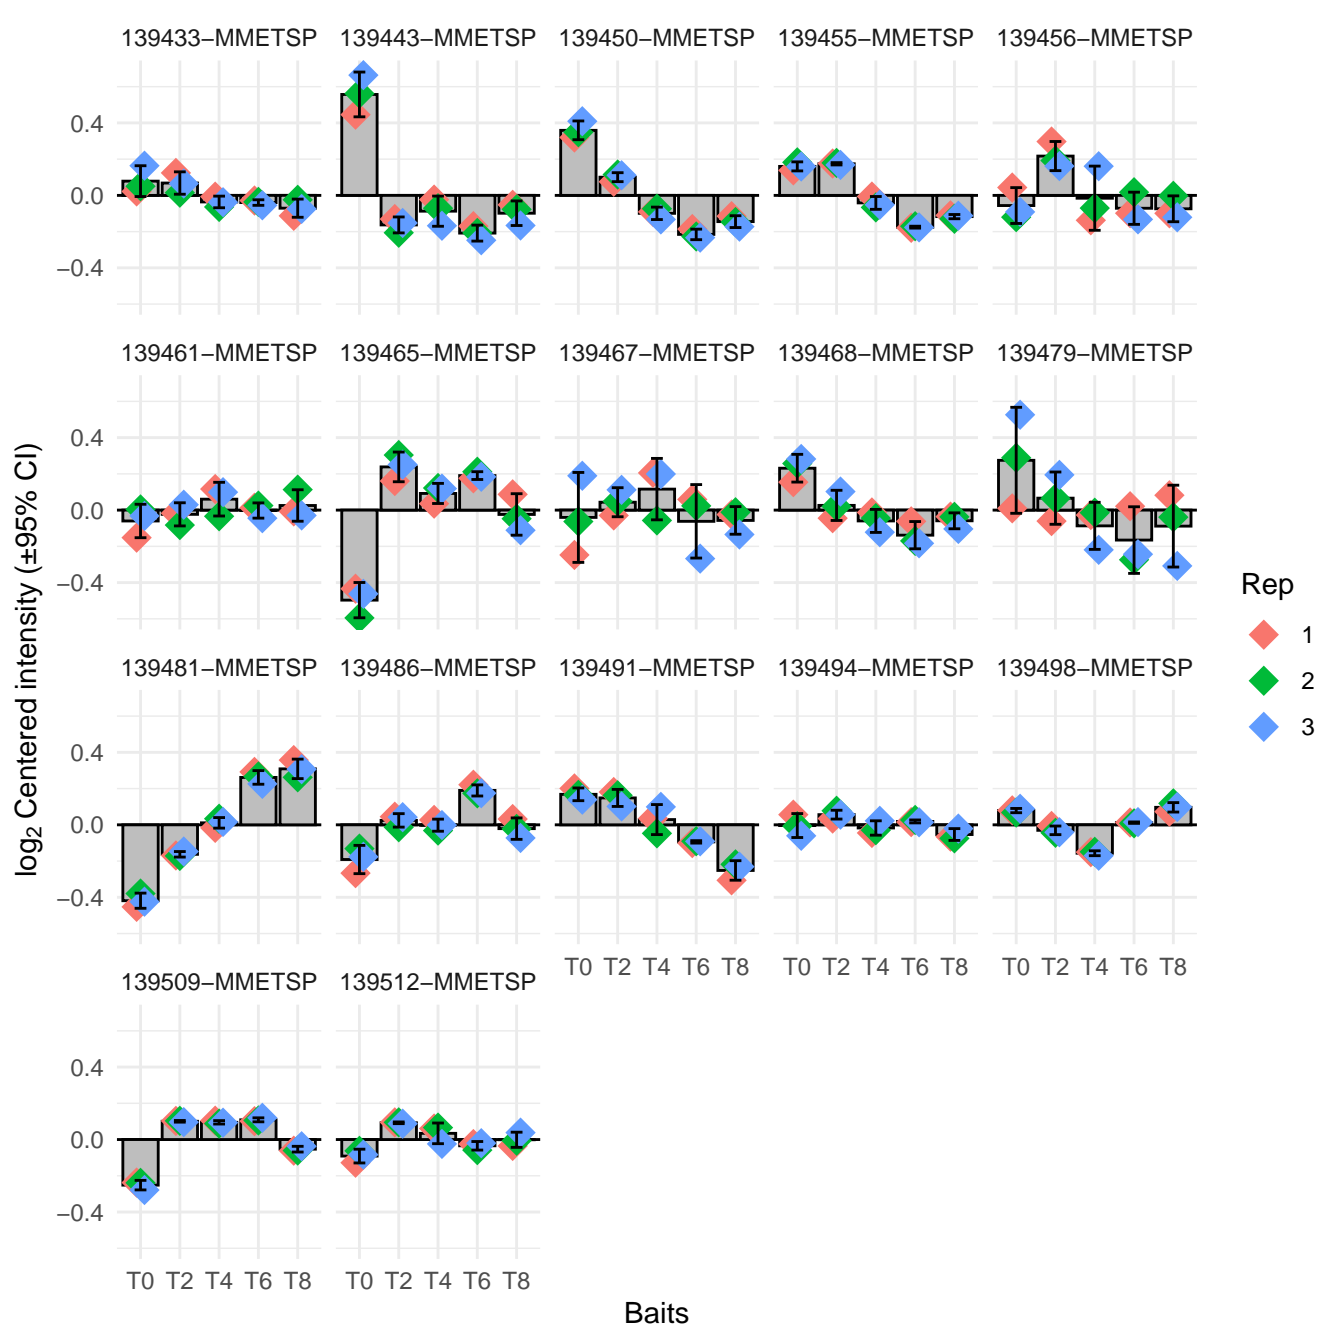 139433−MMETSP 139443−MMETSP 139450−MMETSP 139455−MMETSP 139456−MMETSP
0.4
0.0
−0.4
139461−MMETSP 139465−MMETSP 139467−MMETSP 139468−MMETSP 139479−MMETSP
0.4
0.0
−0.4
log2 Centered intensity (±95% CI)
Rep
1
2
3
139481−MMETSP 139486−MMETSP 139491−MMETSP 139494−MMETSP 139498−MMETSP
0.4
0.0
−0.4
T0 T2 T4 T6 T8 T0 T2 T4 T6 T8 T0 T2 T4 T6 T8
139509−MMETSP 139512−MMETSP
0.4
0.0
−0.4
T0 T2 T4 T6 T8 T0 T2 T4 T6 T8
Baits